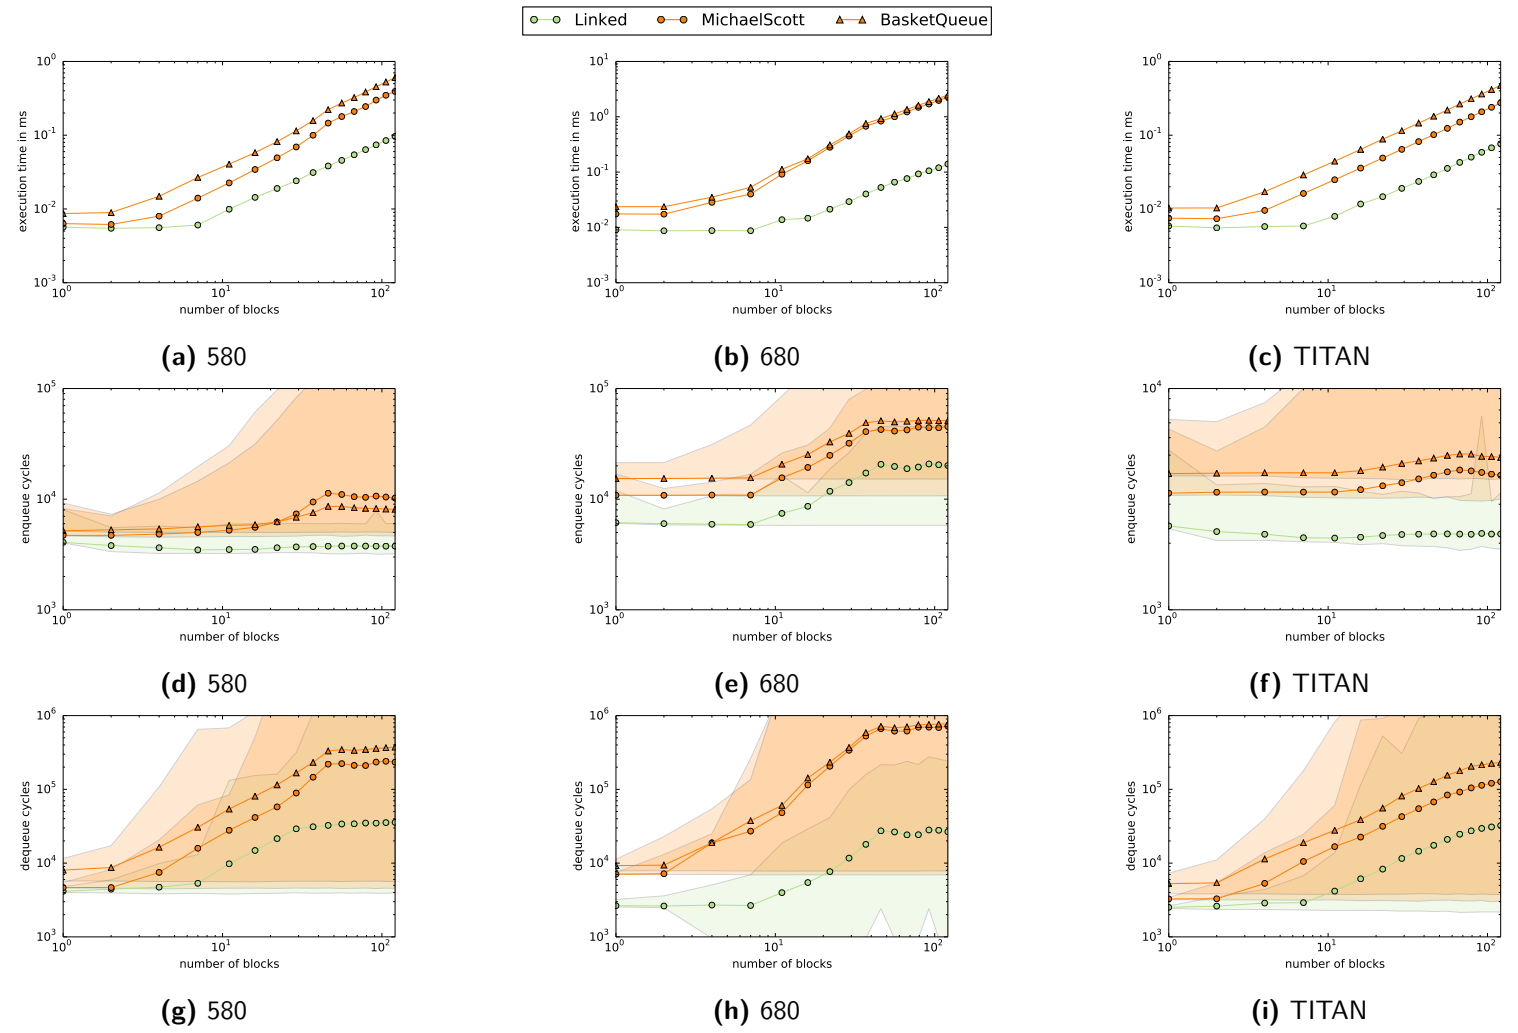 Linked MichaelScott BasketQueue
10^0 10^1 10^0
10^-1 10^0 10^-1
10^-2 10^-1 10^-2
10^-3 10^-2 10^-3
10^-3
execution time in ms execution time in ms execution time in ms
10^0 10^1 10^2 10^0 10^1 10^2 10^0 10^1 10^2
number of blocks number of blocks number of blocks
(a) 580 (b) 680 (c) TITAN
10^5 10^5 10^4
10^4 10^4
10^3 10^3 10^3
enqueue cycles enqueue cycles enqueue cycles
10^0 10^1 10^2 10^0 10^1 10^2 10^0 10^1 10^2
number of blocks number of blocks number of blocks
(d) 580 (e) 680 (f) TITAN
10^6 10^6 10^6
10^5 10^5 10^5
10^4 10^4 10^4
10^3 10^3 10^3
dequeue cycles dequeue cycles dequeue cycles
10^0 10^1 10^2 10^0 10^1 10^2 10^0 10^1 10^2
number of blocks number of blocks number of blocks
(g) 580 (h) 680 (i) TITAN